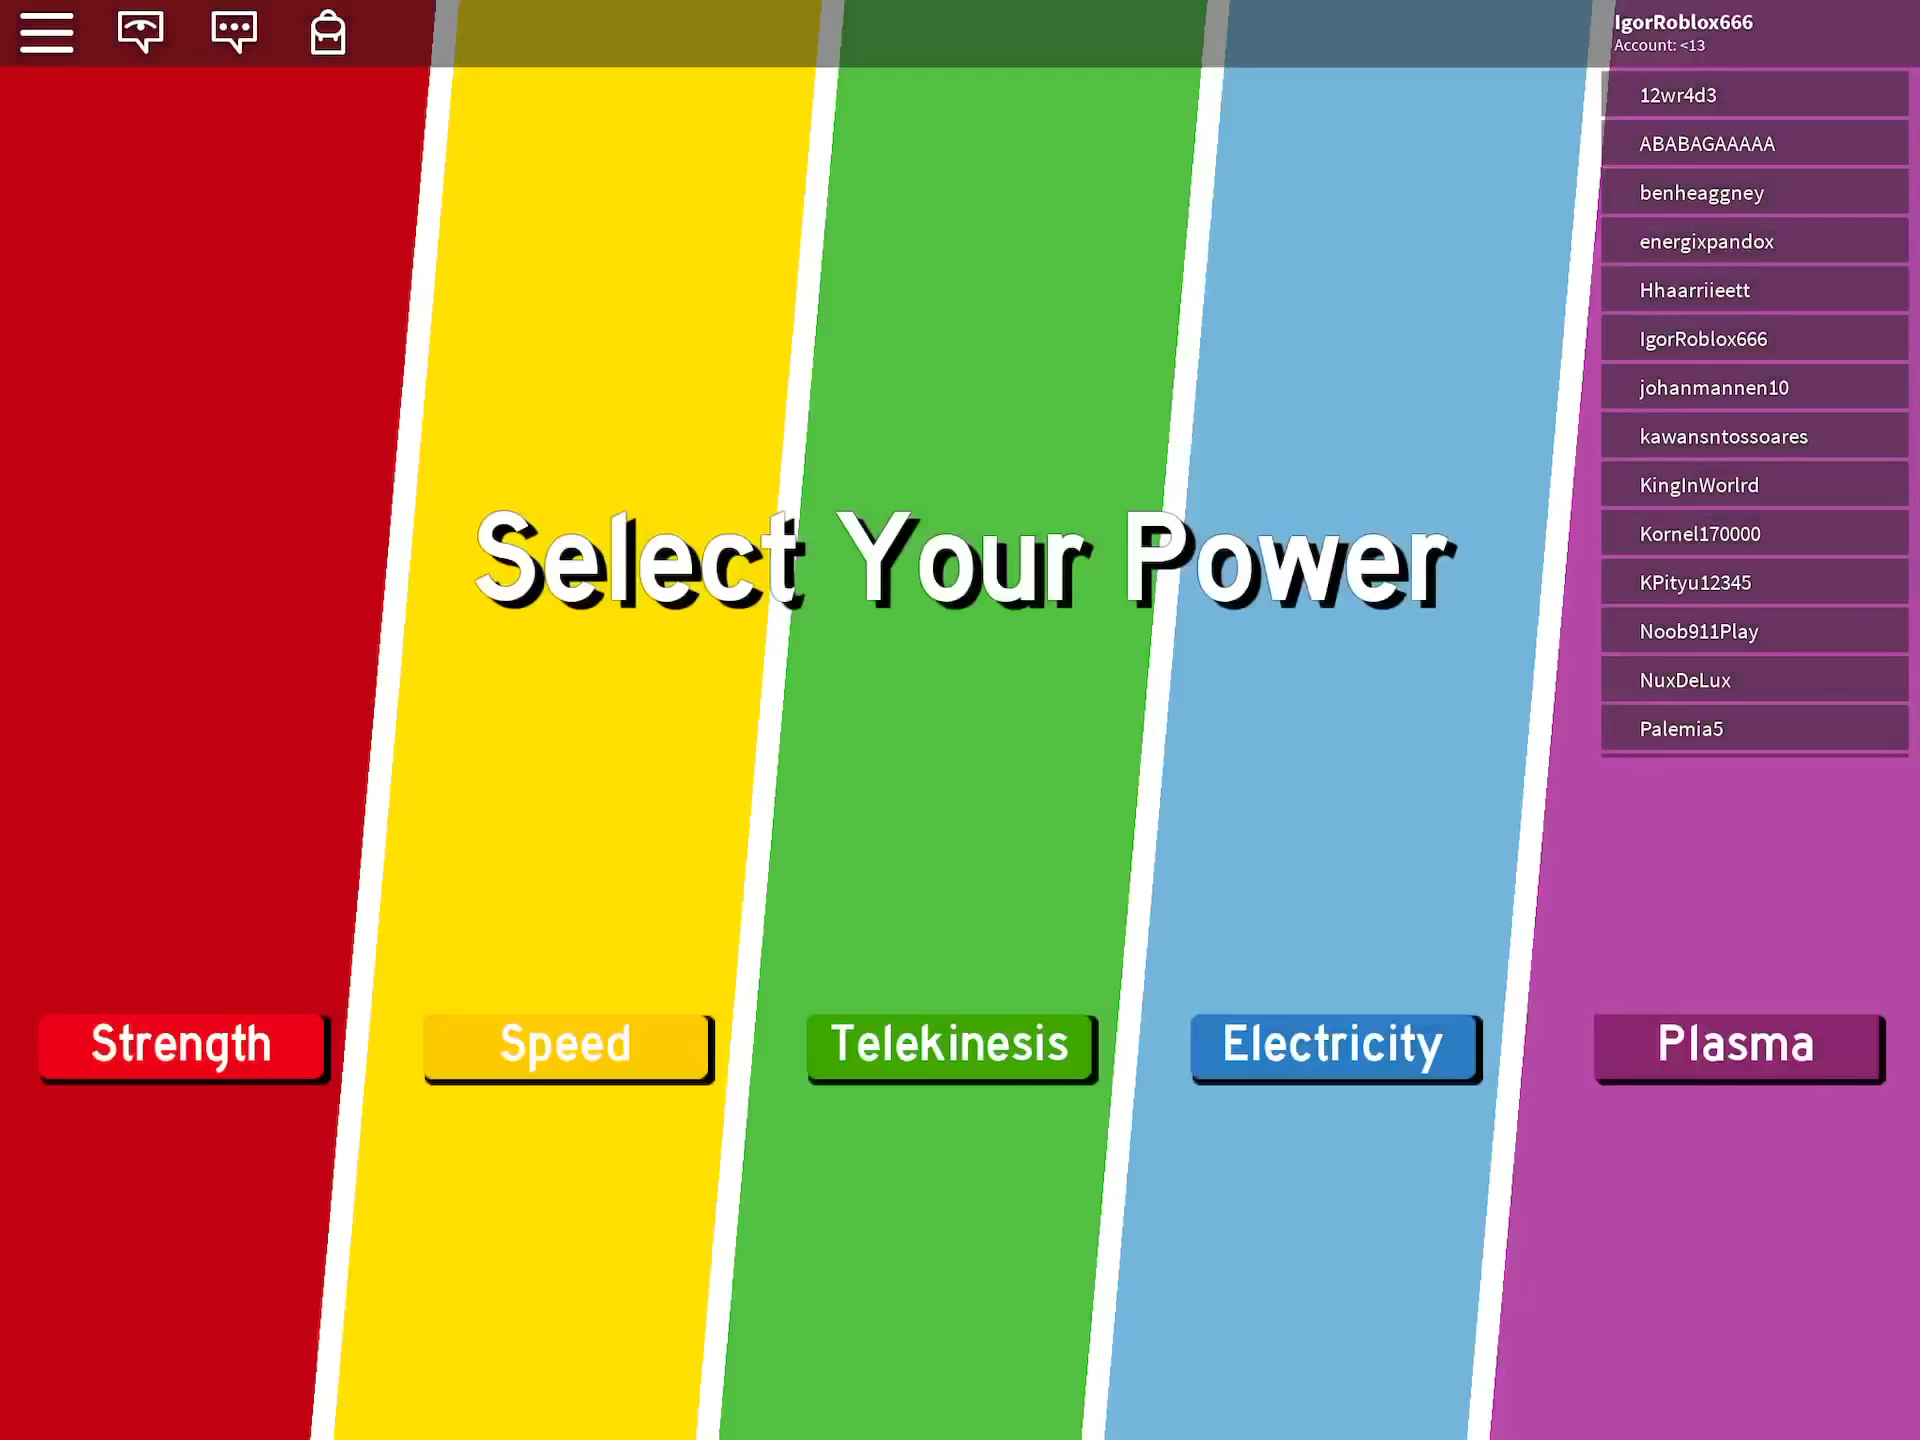 IgorRoblox666
Account: <13
12wr4d3
ABABAGAAAAA
benheaggney
energixpandox
Hhaarriieett
IgorRoblox666
johanmannen10
kawansntossoares
KingInWorlrd
Kornel170000
KPityu12345
Noob911Play
NuxDeLux
Palemia5
Select Your Power
Strength
Speed
Telekinesis
Electricity
Plasma